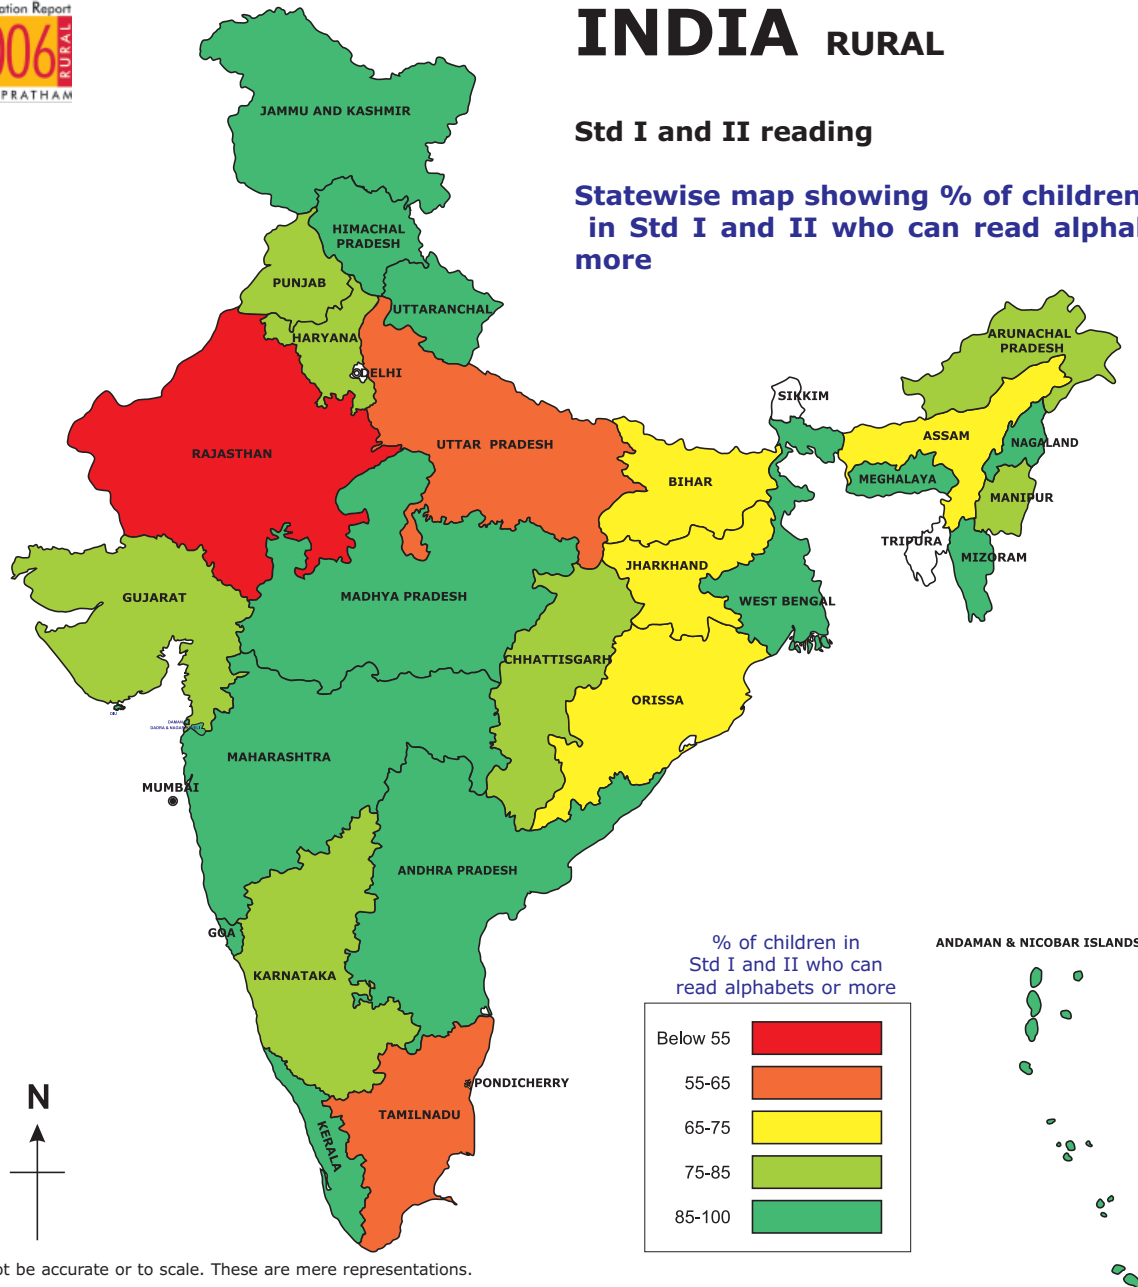 ation Report
006
RURAL
PRATHAM
INDIA RURAL
Std I and II reading
Statewise map showing % of children
in Std I and II who can read alphab
more
JAMMU AND KASHMIR
HIMACHAL
PRADESH
PUNJAB
UTTARANCHAL
HARYANA
DELHI
ARUNACHAL
PRADESH
SIKKIM
RAJASTHAN
UTTAR PRADESH
BIHAR
ASSAM
NAGALAND
MEGHALAYA
MANIPUR
TRIPURA
MIZORAM
JHARKHAND
GUJARAT
MADHYA PRADESH
WEST BENGAL
CHHATTISGARH
ORISSA
DIU
DAMAN
MAHARASHTRA
MUMBAI
ANDHRA PRADESH
GOA
KARNATAKA
ANDAMAN & NICOBAR ISLANDS
% of children in
Std I and II who can
read alphabets or more
Below 55
55-65
65-75
75-85
85-100
PONDICHERRY
TAMILNADU
KERALA
N
ot be accurate or to scale. These are mere representations.